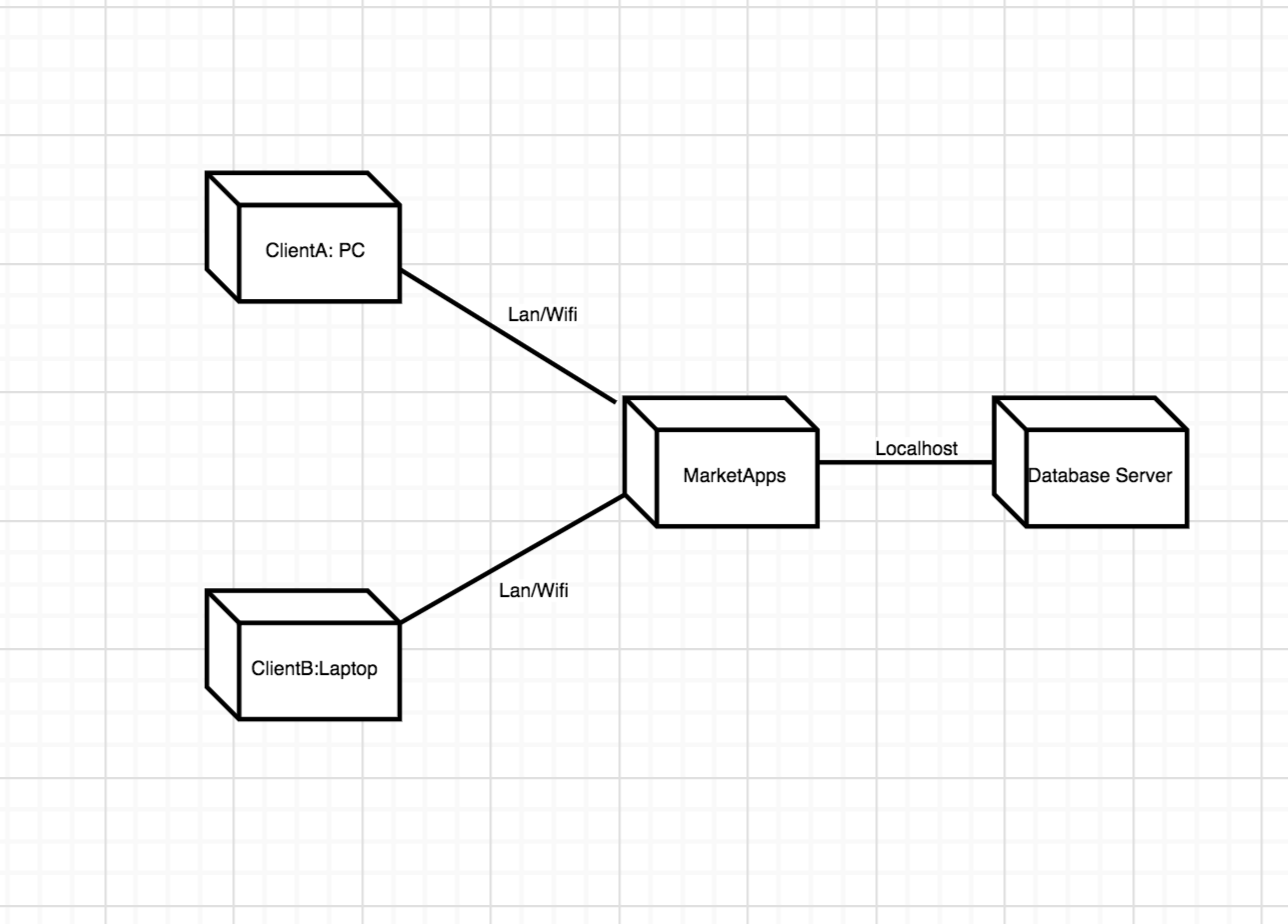 ClientA: PC
Lan/Wifi
Localhost
MarketApps
Database Server
Lan/Wifi
ClientB:Laptop